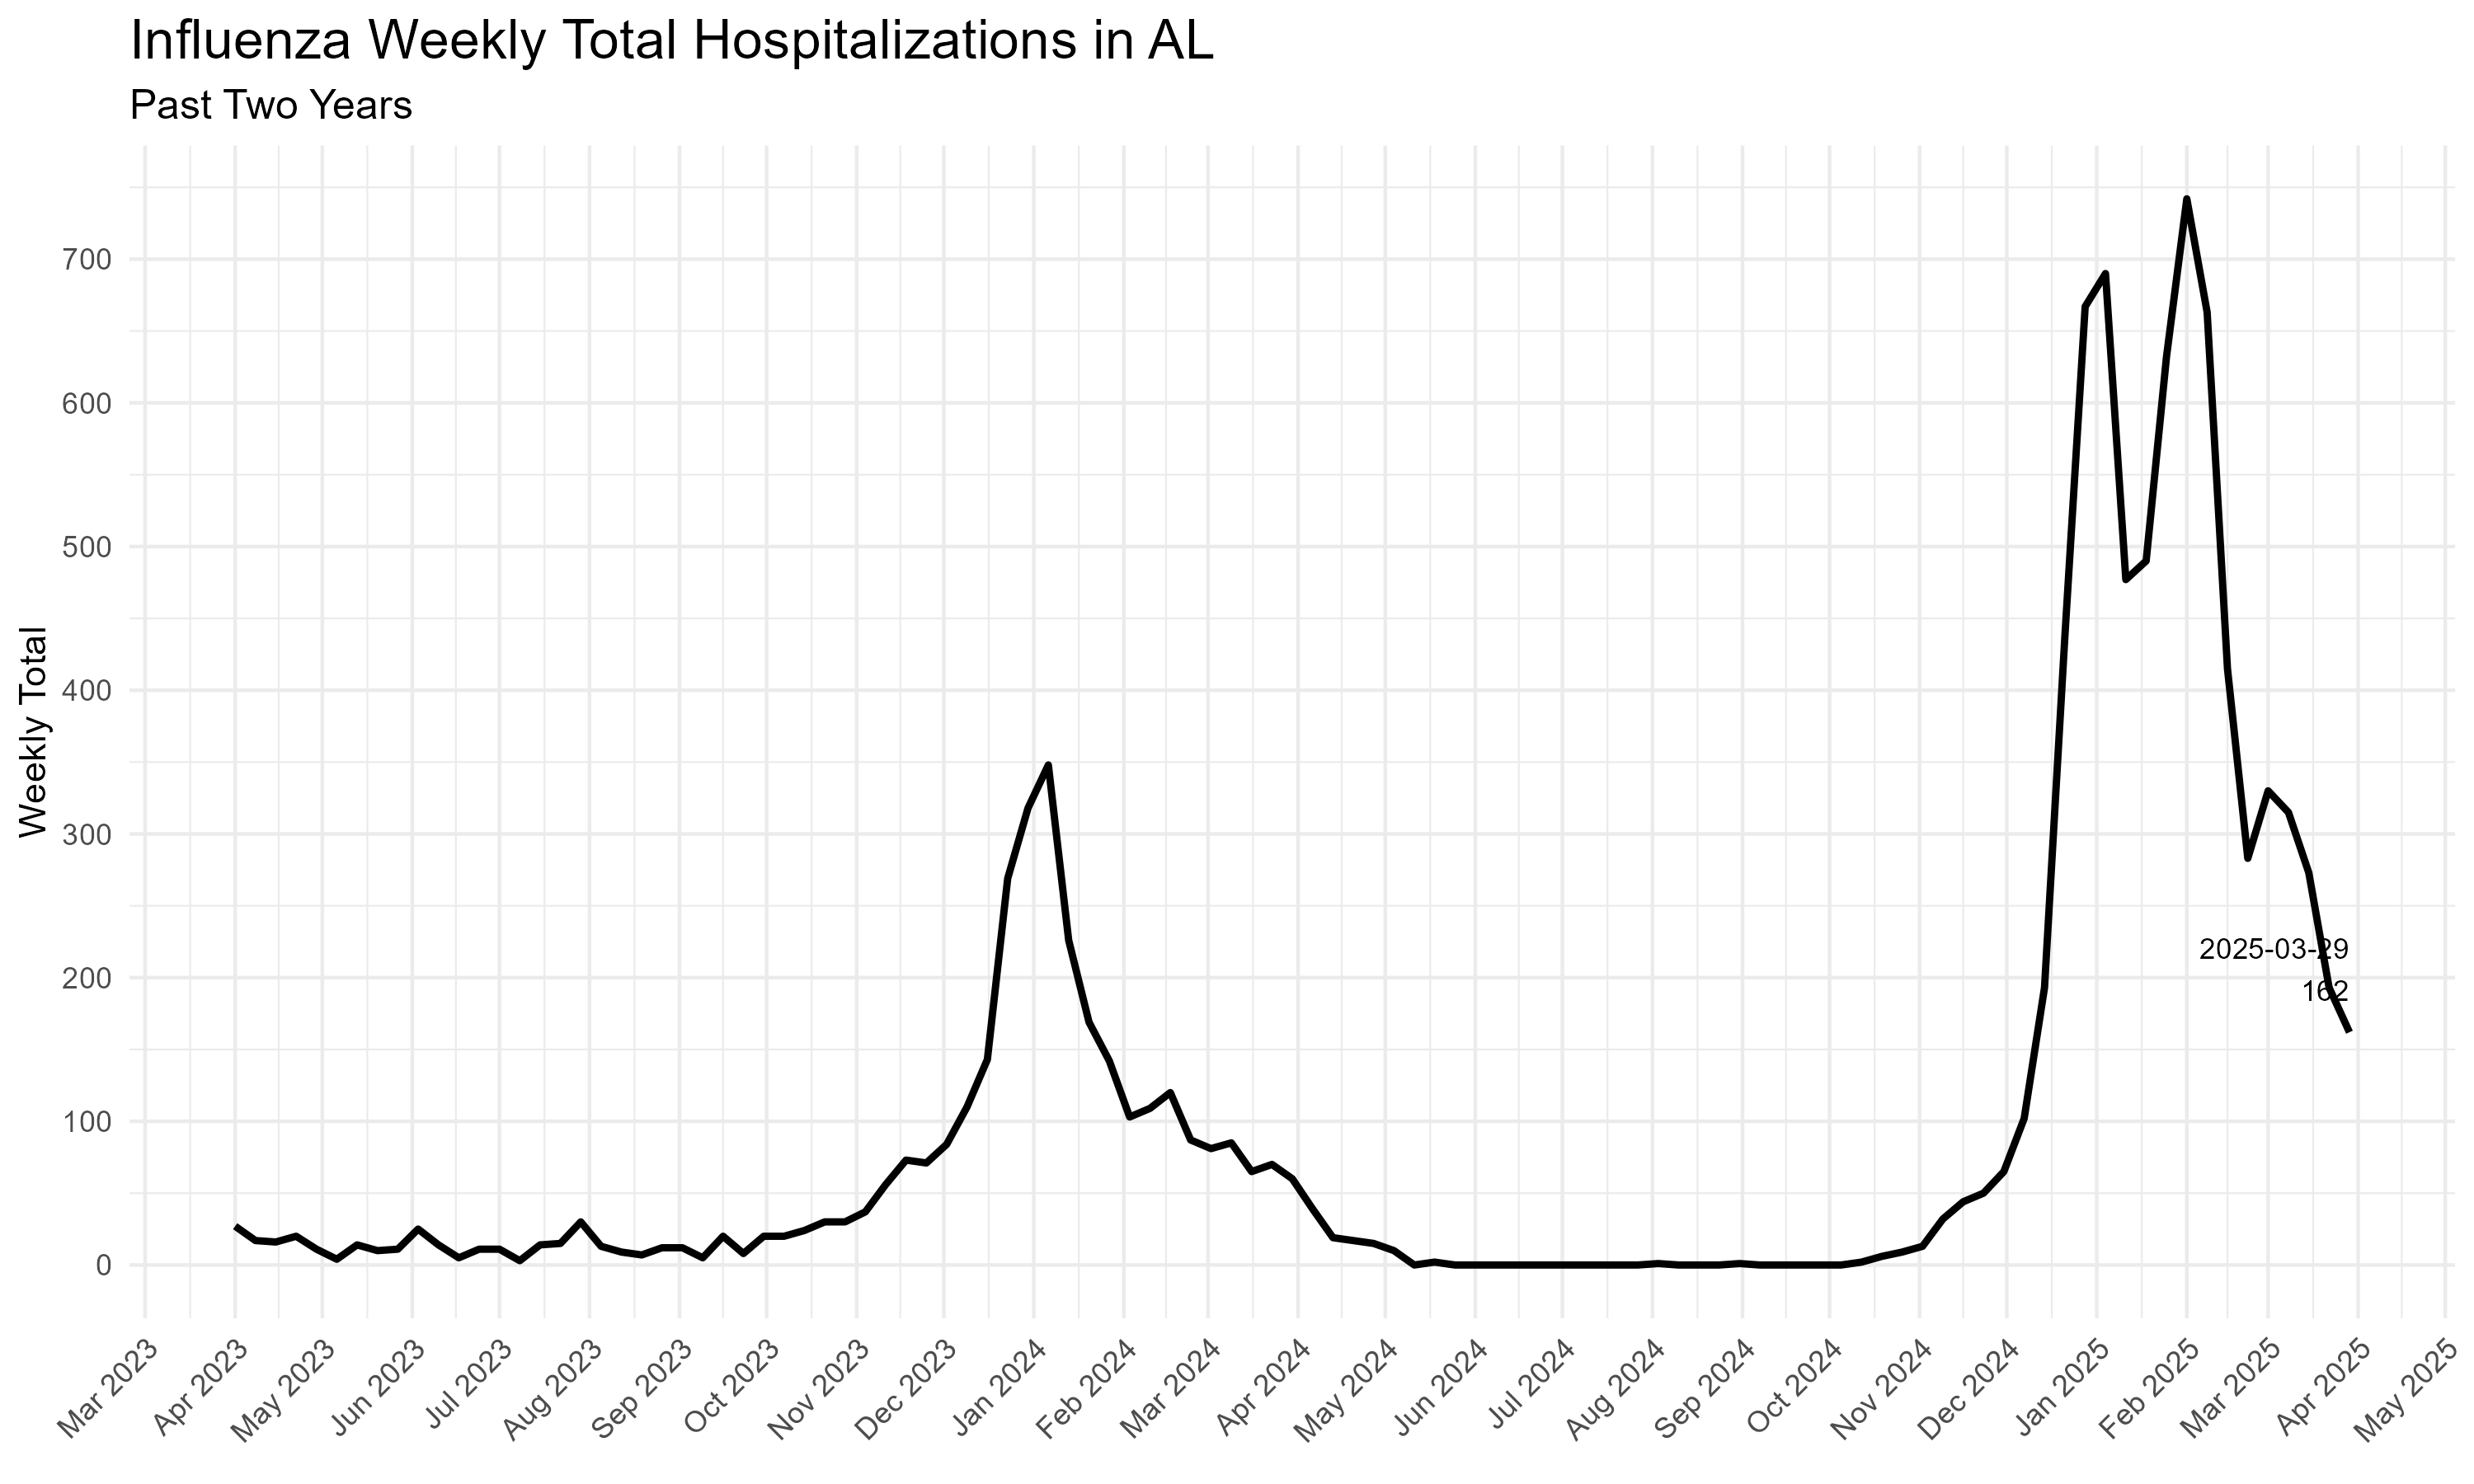 Influenza Weekly Total Hospitalizations in AL
Past Two Years
Weekly Total
700
600
500
400
300
200
100
0
2025-03-29
162
Mar 2023
Apr 2023
May 2023
Jun 2023
Jul 2023
Aug 2023
Sep 2023
Oct 2023
Nov 2023
Dec 2023
Jan 2024
Feb 2024
Mar 2024
Apr 2024
May 2024
Jun 2024
Jul 2024
Aug 2024
Sep 2024
Oct 2024
Nov 2024
Dec 2024
Jan 2025
Feb 2025
Mar 2025
Apr 2025
May 2025